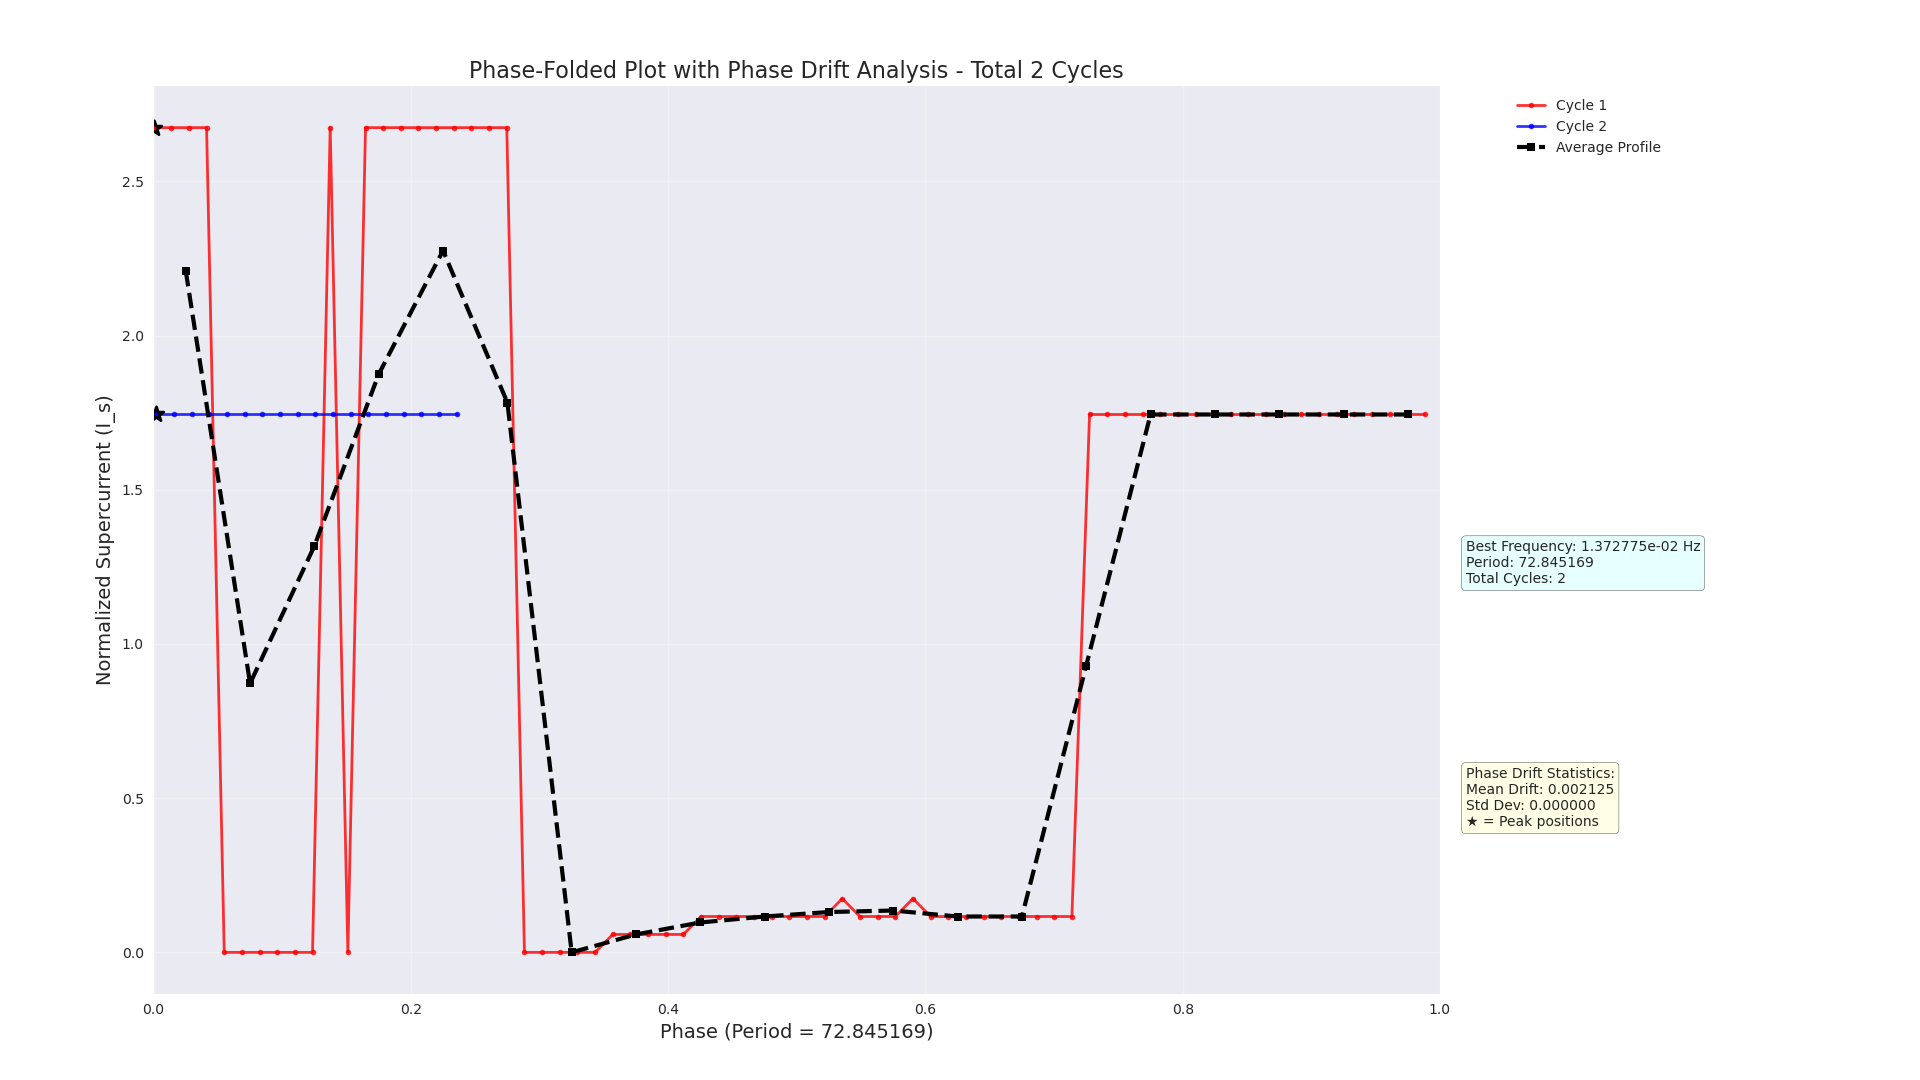 Phase-Folded Plot with Phase Drift Analysis - Total 2 Cycles
Cycle 1
Cycle 2
Average Profile
Normalized Supercurrent (I_s)
2.5
2.0
1.5
1.0
0.5
0.0
0.0
0.2
0.4
0.6
0.8
1.0
Phase (Period = 72.845169)
Best Frequency: 1.372775e-02 Hz
Period: 72.845169
Total Cycles: 2
Phase Drift Statistics:
Mean Drift: 0.002125
Std Dev: 0.000000
★ = Peak positions